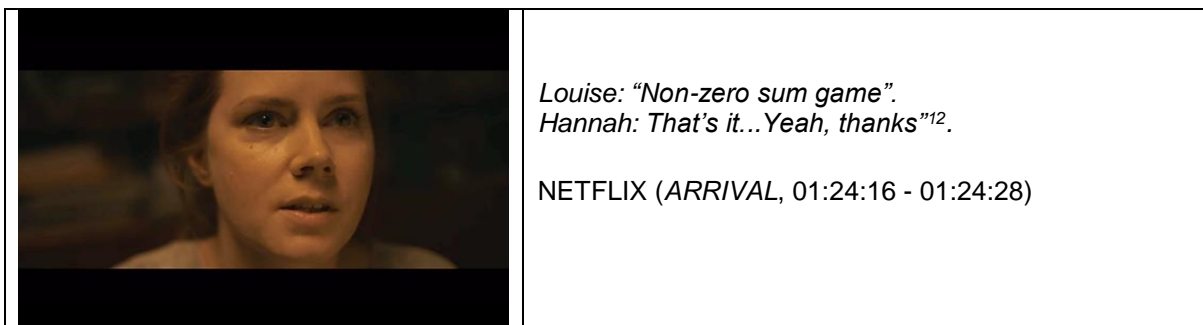 Louise: “Non-zero sum game”.
Hannah: That’s it...Yeah, thanks”12.
NETFLIX (ARRIVAL, 01:24:16 - 01:24:28)